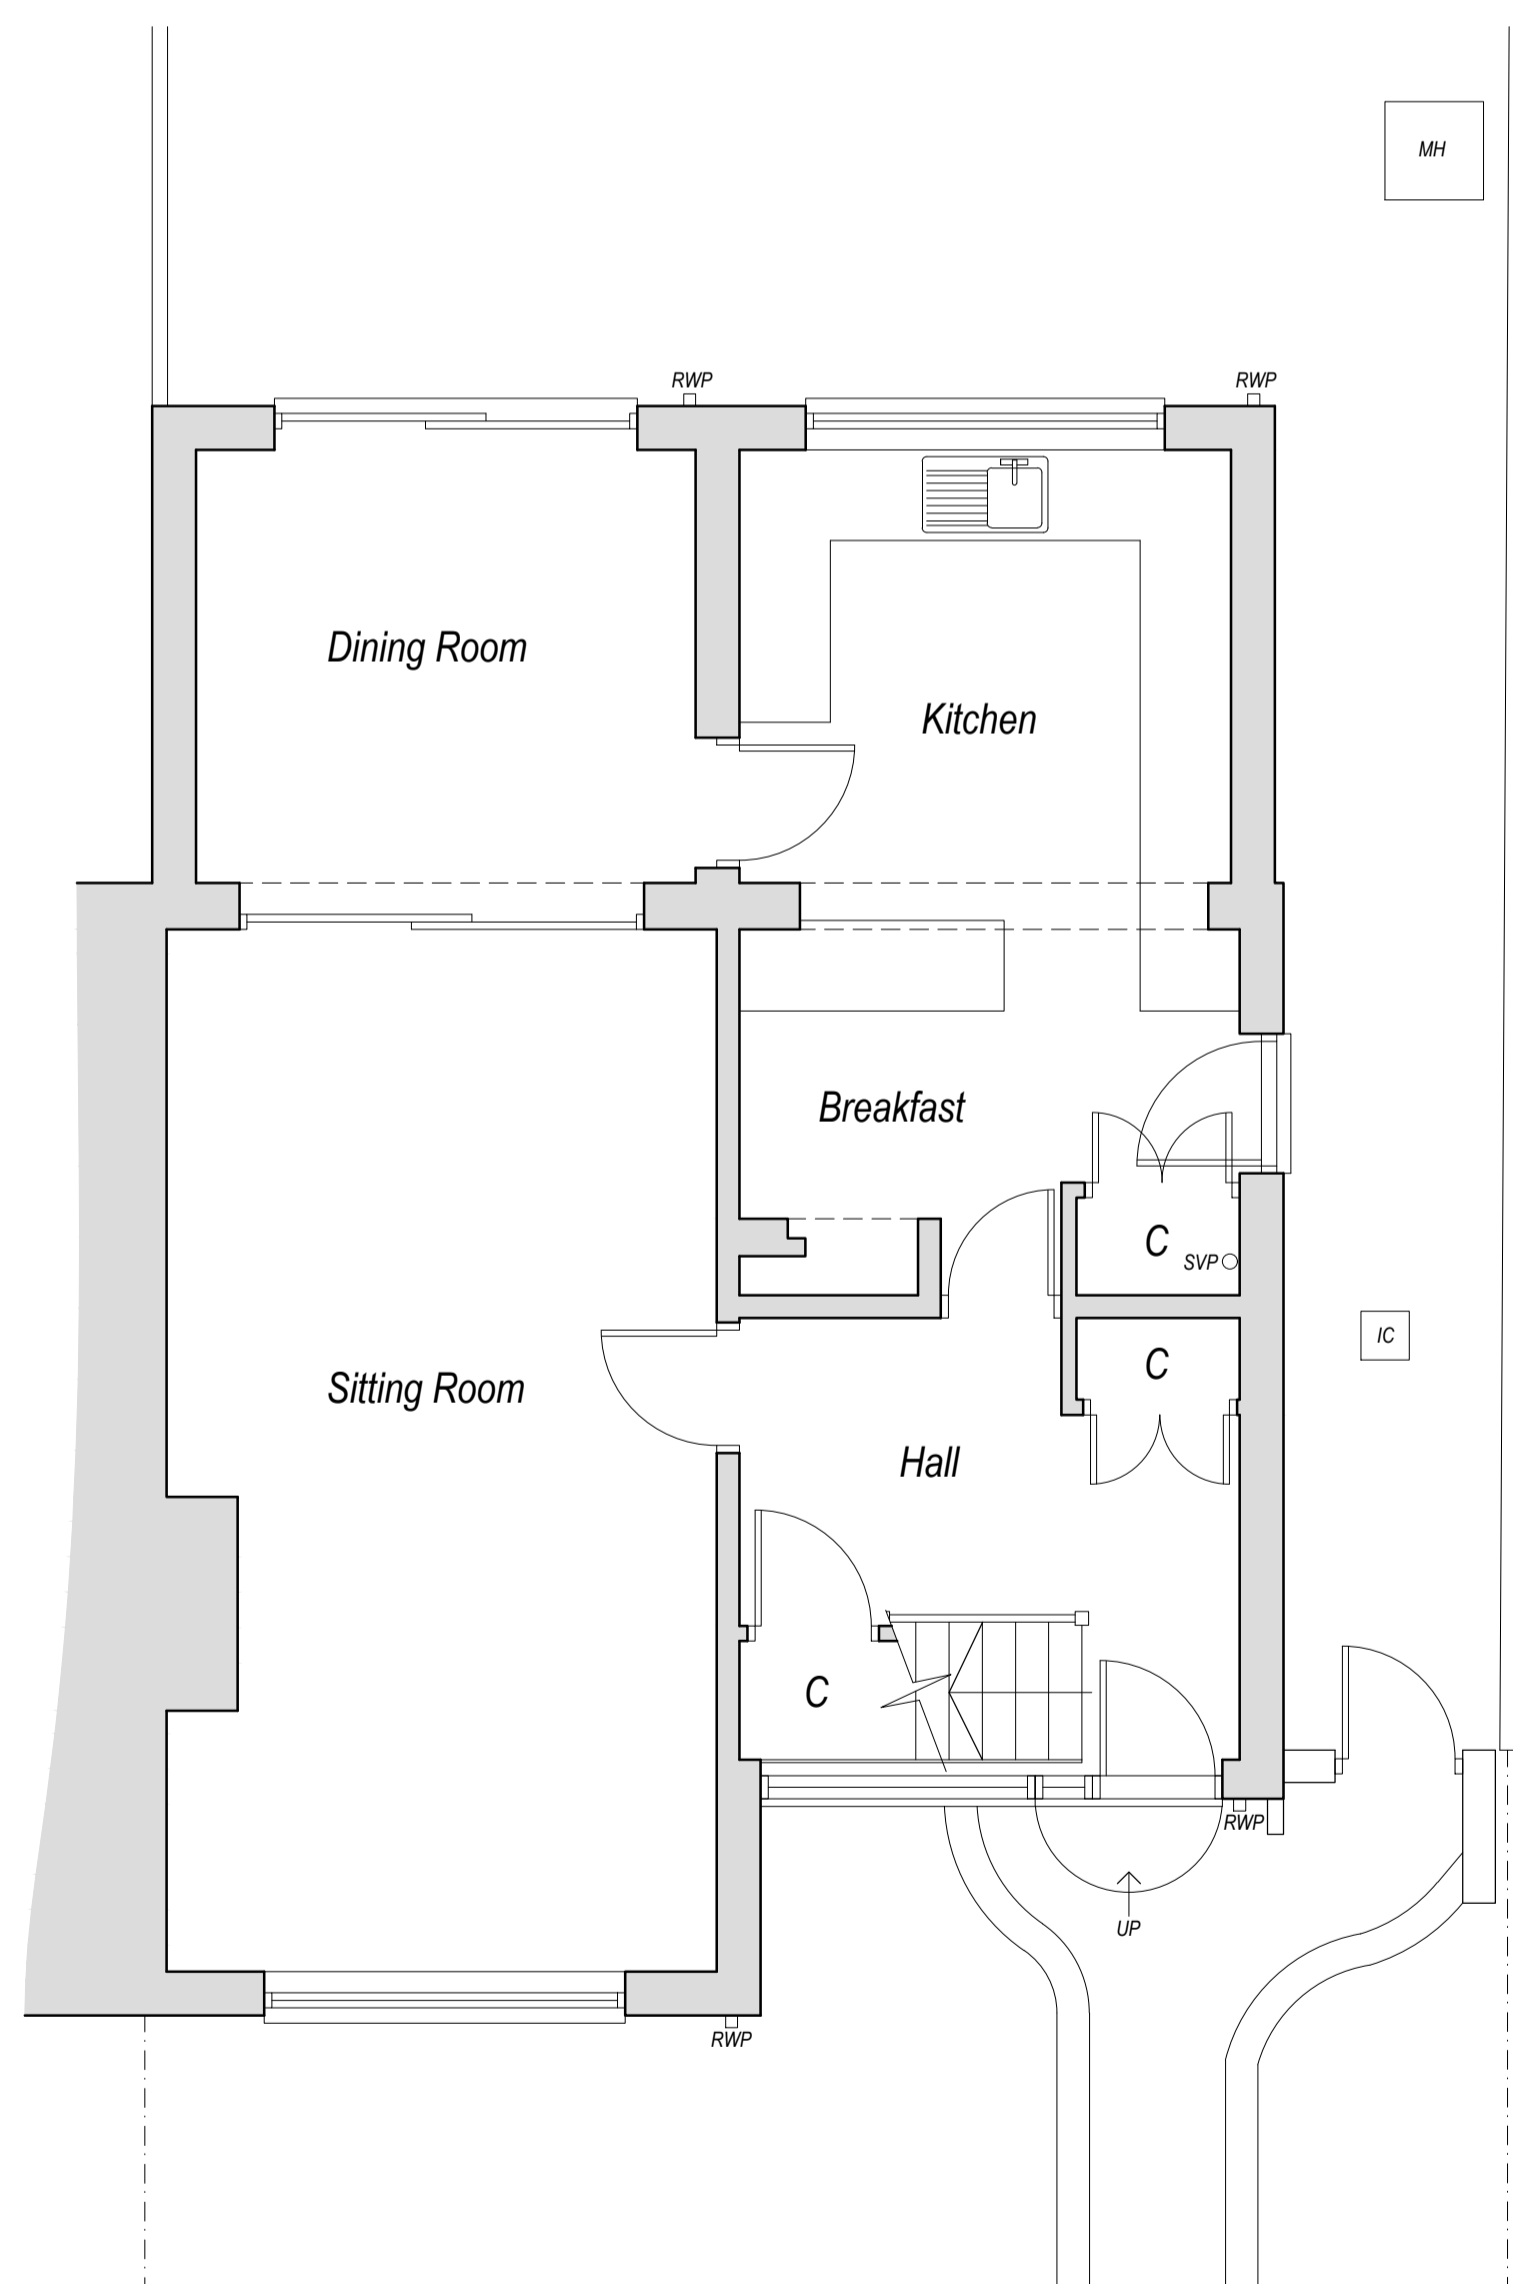 MH
RWP
RWP
Dining Room
Kitchen
Breakfast
C
SVP
IC
C
Sitting Room
Hall
C
RWP
UP
RWP